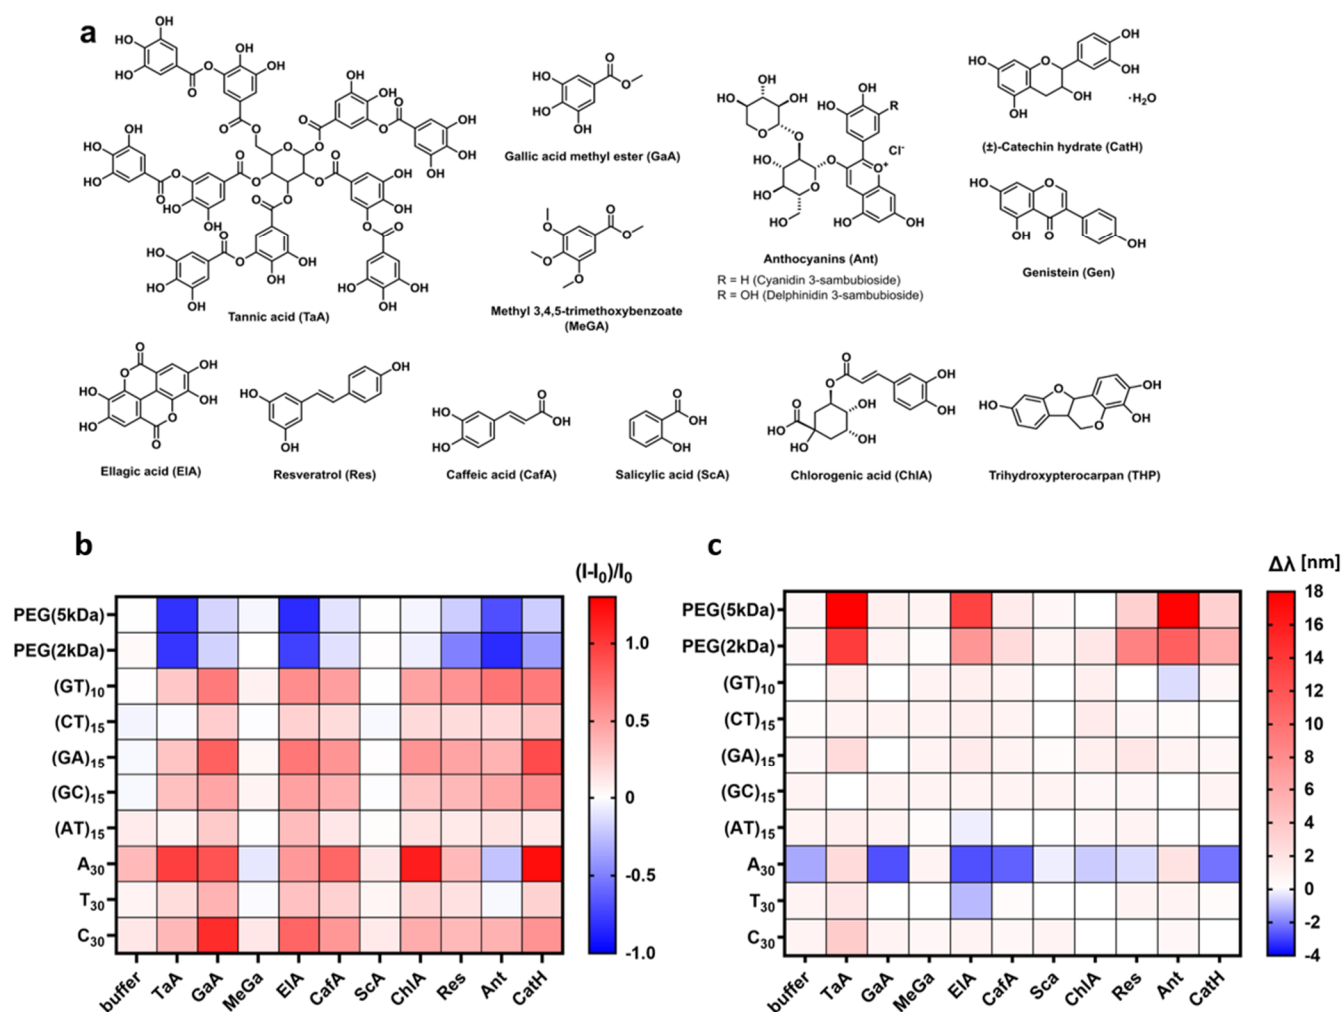 a
Tannic acid (TaA)
Gallic acid methyl ester (GaA)
Methyl 3,4,5-trimethoxybenzoate
(MeGA)
Anthocyanins (Ant)
R = H (Cyanidin 3-sambubioside)
R = OH (Delphinidin 3-sambubioside)
Cl-
·H₂O
(±)-Catechin hydrate (CatH)
Genistein (Gen)
Ellagic acid (ElA)
Resveratrol (Res)
Caffeic acid (CafA)
Salicylic acid (ScA)
Chlorogenic acid (ChlA)
Trihydroxypterocarpan (THP)
b
(I-I₀)/I₀
PEG(5kDa)
PEG(2kDa)
(GT)₁₀
(CT)₁₅
(GA)₁₅
(GC)₁₅
(AT)₁₅
A₃₀
T₃₀
C₃₀
buffer
TaA
GaA
MeGa
ElA
CafA
ScA
ChlA
Res
Ant
CatH
1.0
0.5
0
-0.5
-1.0
c
Δλ [nm]
PEG(5kDa)
PEG(2kDa)
(GT)₁₀
(CT)₁₅
(GA)₁₅
(GC)₁₅
(AT)₁₅
A₃₀
T₃₀
C₃₀
buffer
TaA
GaA
MeGa
ElA
CafA
Sca
ChlA
Res
Ant
CatH
18
16
14
12
10
8
6
4
2
0
-2
-4